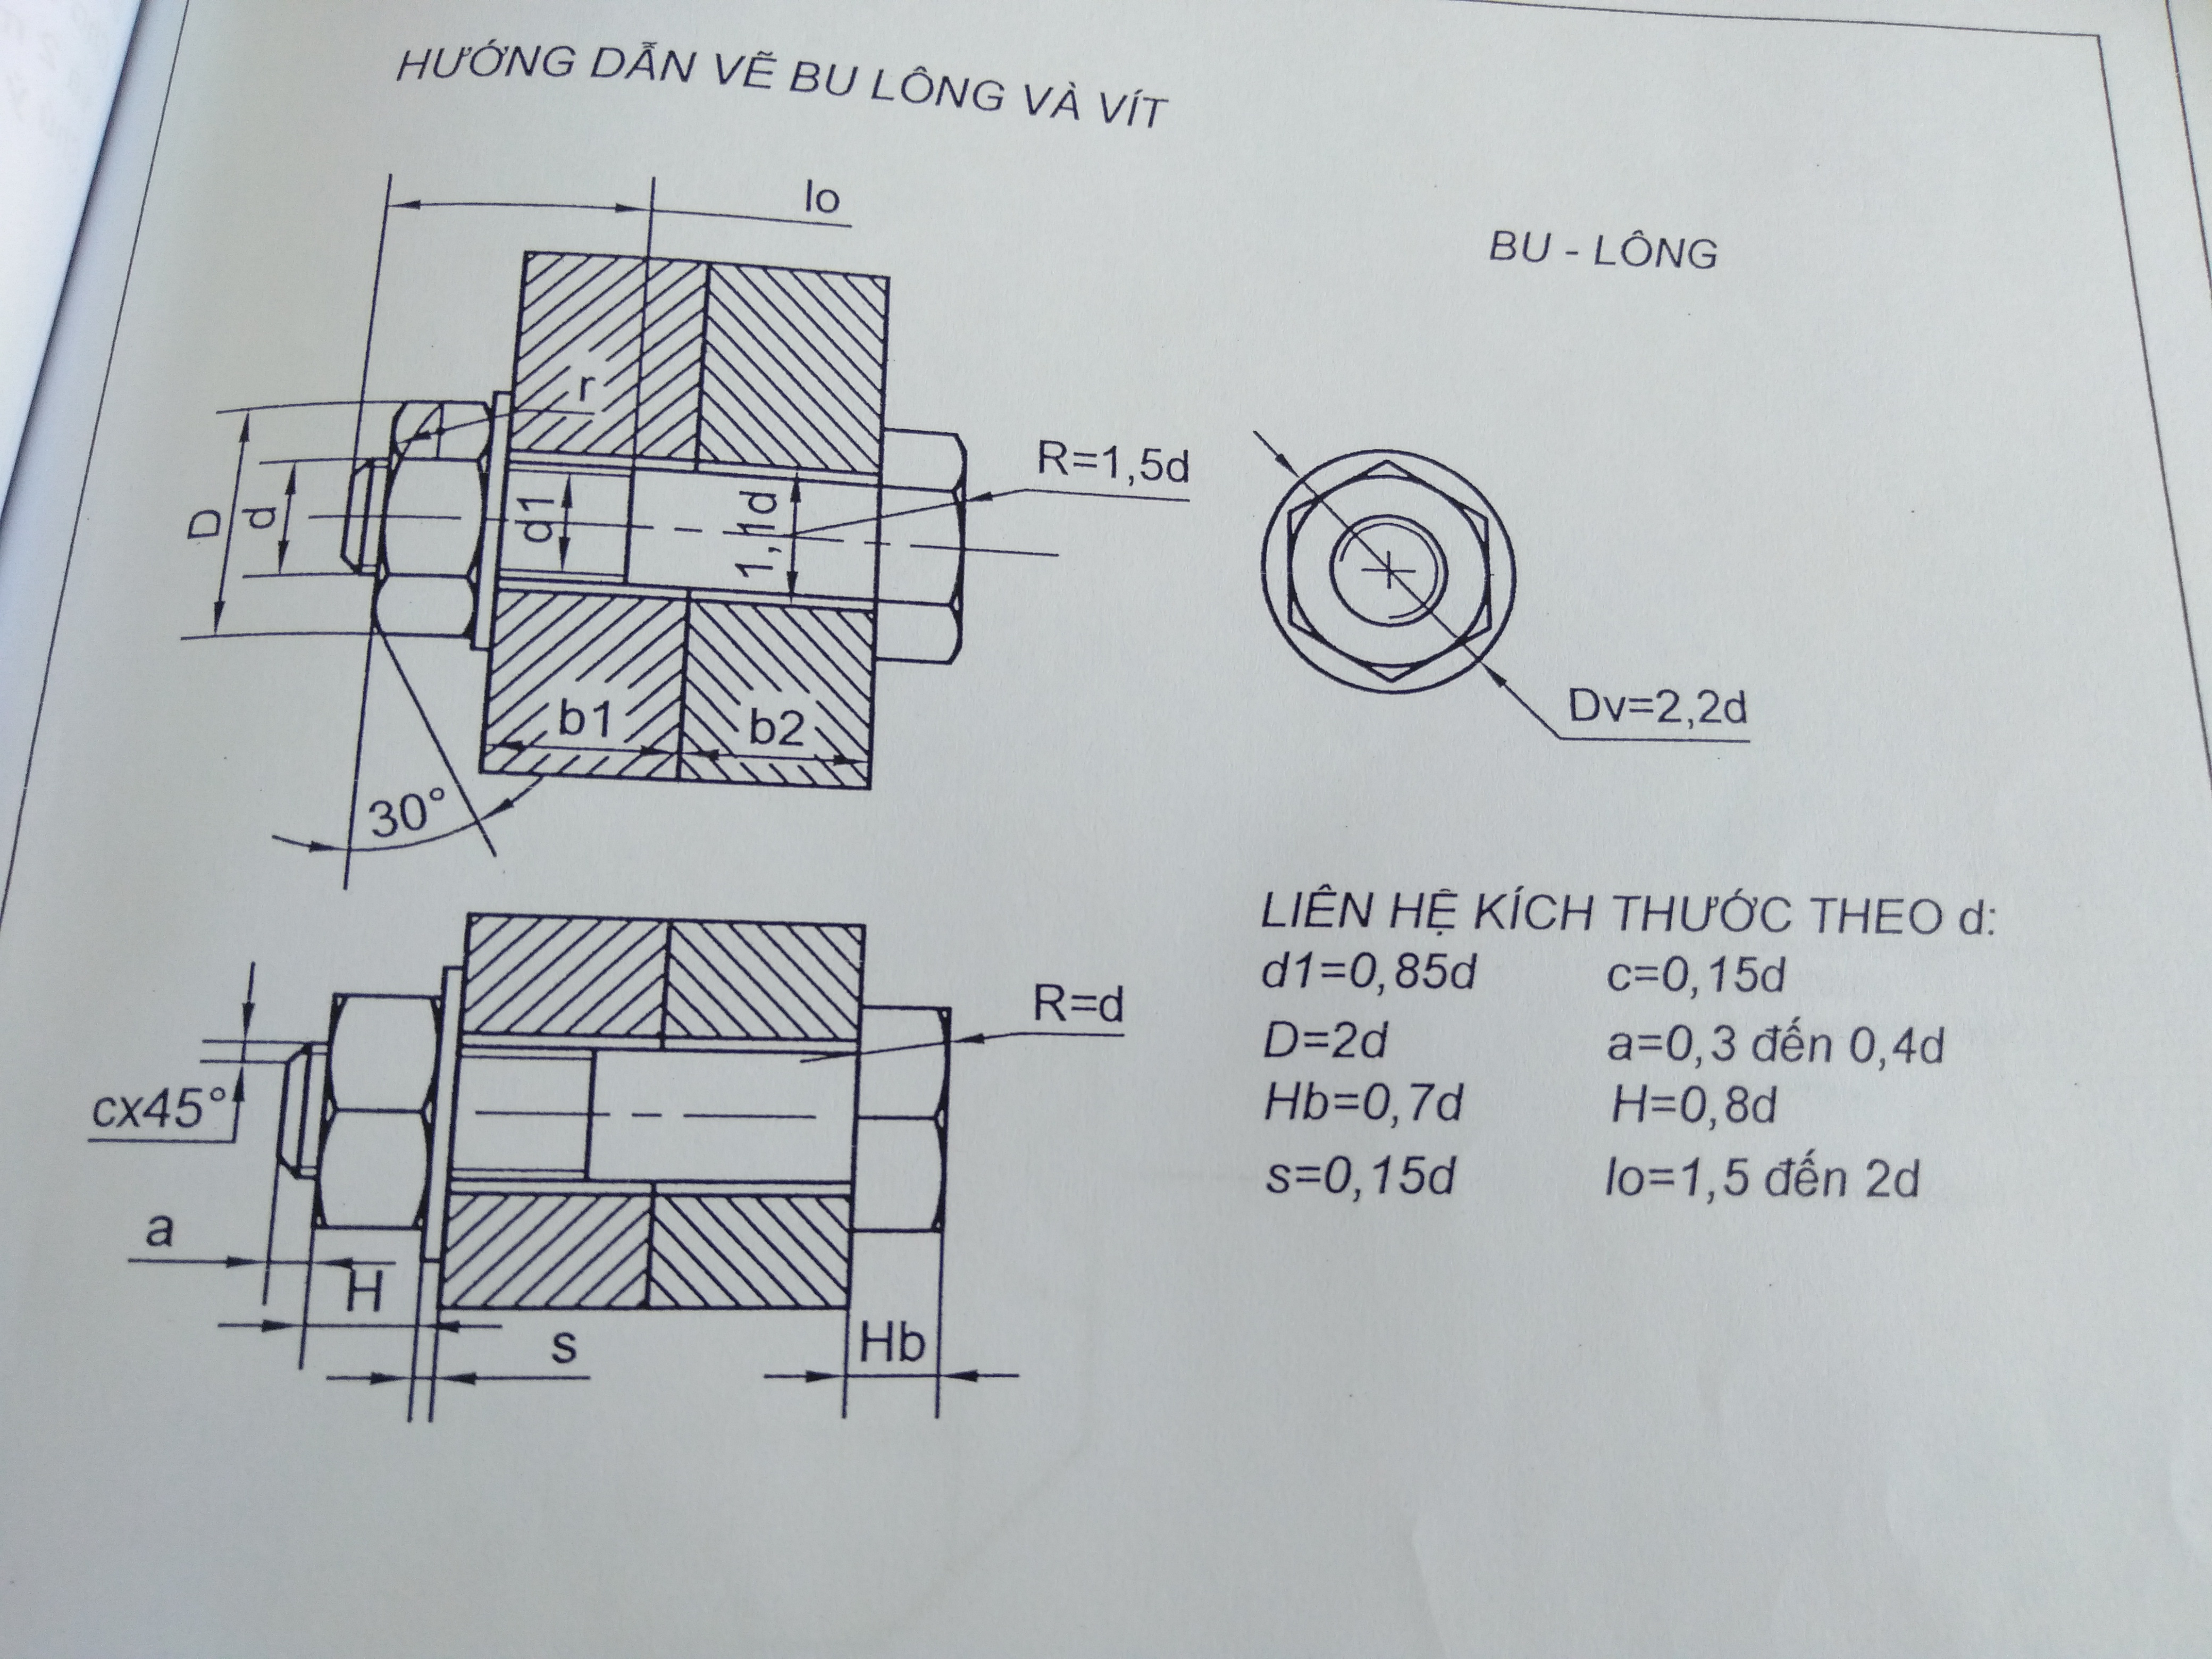 HƯỚNG DẪN VẼ BU LÔNG VÀ VÍT
lo
BU - LÔNG
r
R=1,5d
D
d
d1
1,1d
Dv=2,2d
b1
b2
30°
LIÊN HỆ KÍCH THƯỚC THEO d:
d1=0,85d c=0,15d
R=d
D=2d a=0,3 đến 0,4d
cx45°
Hb=0,7d H=0,8d
s=0,15d lo=1,5 đến 2d
a
H
s
Hb